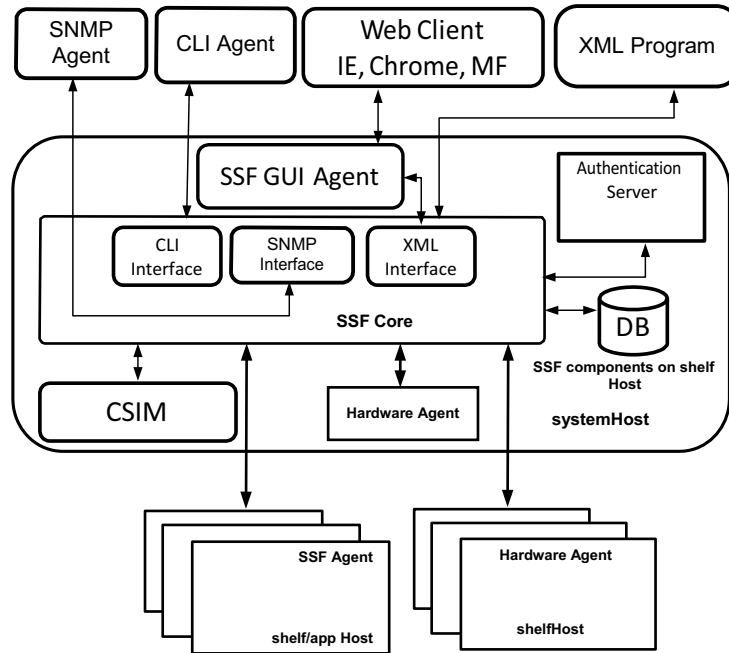 SNMP
Agent
CLI Agent
Web Client
IE, Chrome, MF
XML Program
SSF GUI Agent
Authentication
Server
CLI
Interface
SNMP
Interface
XML
Interface
SSF Core
DB
SSF components on shelf
Host
CSIM
Hardware Agent
systemHost
SSF Agent
shelf/app Host
Hardware Agent
shelfHost